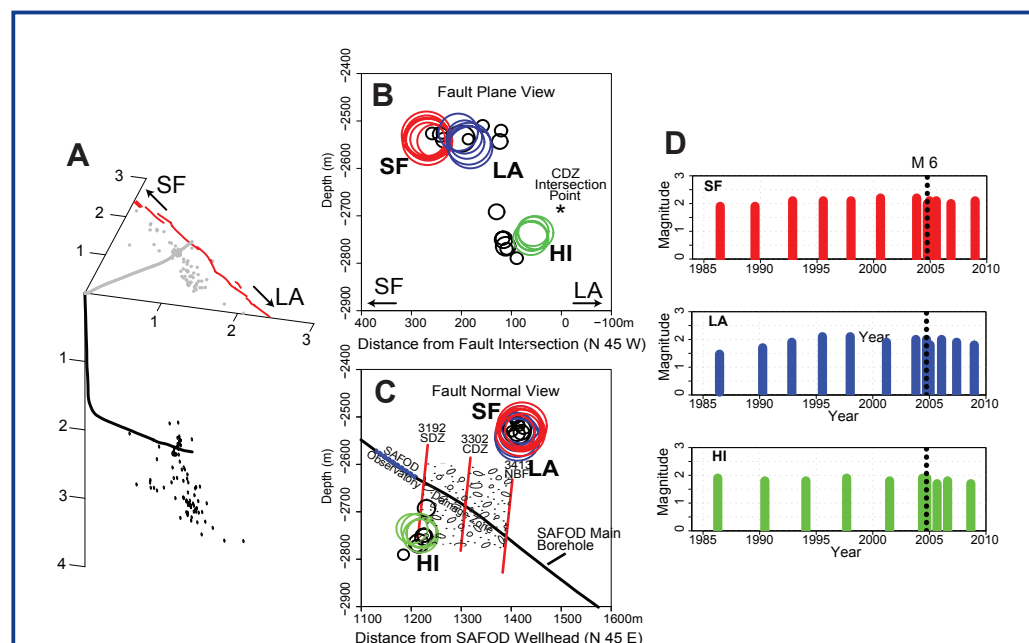 A
3
SF
2
1
LA
1
2
3
1
2
3
4
B
Fault Plane View
SF
LA
CDZ
Intersection
Point
*
HI
SF
LA
Depth (m)
-2400
-2500
-2600
-2700
-2800
-2900
400 300 200 100 0 -100m
Distance from Fault Intersection (N 45 W)
C
Fault Normal View
SF
LA
3192
SDZ
3302
CDZ
3413
NBF
SAFOD
Observatory
Damage zone
HI
SAFOD Main
Borehole
Depth (m)
-2400
-2500
-2600
-2700
-2800
-2900
1100 1200 1300 1400 1500 1600m
Distance from SAFOD Wellhead (N 45 E)
D
M 6
SF
Magnitude
0 1 2 3
1985 1990 1995 2000 2005 2010
LA
Year
Magnitude
0 1 2 3
1985 1990 1995 2000 2005 2010
Year
HI
Magnitude
0 1 2 3
1985 1990 1995 2000 2005 2010
Year